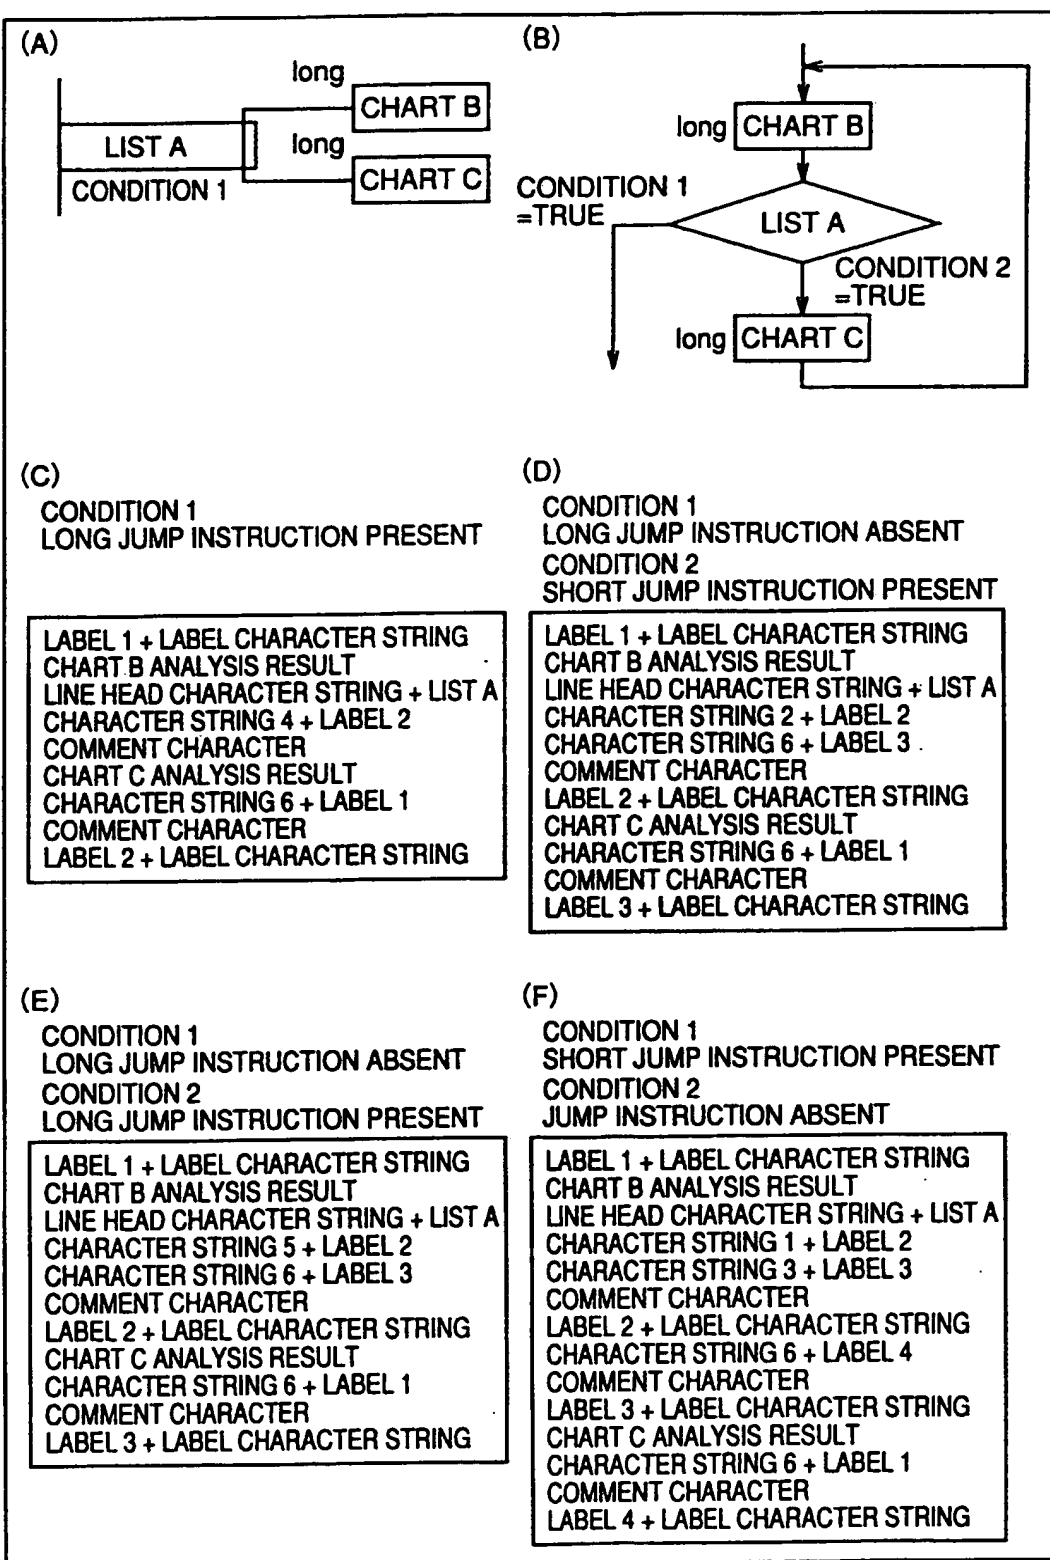 (A)
long
CHART B
LIST A
long
CONDITION 1
CHART C
(B)
long
CHART B
CONDITION 1
=TRUE
LIST A
CONDITION 2
=TRUE
long
CHART C
(C)
CONDITION 1
LONG JUMP INSTRUCTION PRESENT
LABEL 1 + LABEL CHARACTER STRING
CHART B ANALYSIS RESULT
LINE HEAD CHARACTER STRING + LIST A
CHARACTER STRING 4 + LABEL 2
COMMENT CHARACTER
CHART C ANALYSIS RESULT
CHARACTER STRING 6 + LABEL 1
COMMENT CHARACTER
LABEL 2 + LABEL CHARACTER STRING
(D)
CONDITION 1
LONG JUMP INSTRUCTION ABSENT
CONDITION 2
SHORT JUMP INSTRUCTION PRESENT
LABEL 1 + LABEL CHARACTER STRING
CHART B ANALYSIS RESULT
LINE HEAD CHARACTER STRING + LIST A
CHARACTER STRING 2 + LABEL 2
CHARACTER STRING 6 + LABEL 3
COMMENT CHARACTER
LABEL 2 + LABEL CHARACTER STRING
CHART C ANALYSIS RESULT
CHARACTER STRING 6 + LABEL 1
COMMENT CHARACTER
LABEL 3 + LABEL CHARACTER STRING
(E)
CONDITION 1
LONG JUMP INSTRUCTION ABSENT
CONDITION 2
LONG JUMP INSTRUCTION PRESENT
LABEL 1 + LABEL CHARACTER STRING
CHART B ANALYSIS RESULT
LINE HEAD CHARACTER STRING + LIST A
CHARACTER STRING 5 + LABEL 2
CHARACTER STRING 6 + LABEL 3
COMMENT CHARACTER
LABEL 2 + LABEL CHARACTER STRING
CHART C ANALYSIS RESULT
CHARACTER STRING 6 + LABEL 1
COMMENT CHARACTER
LABEL 3 + LABEL CHARACTER STRING
(F)
CONDITION 1
SHORT JUMP INSTRUCTION PRESENT
CONDITION 2
JUMP INSTRUCTION ABSENT
LABEL 1 + LABEL CHARACTER STRING
CHART B ANALYSIS RESULT
LINE HEAD CHARACTER STRING + LIST A
CHARACTER STRING 1 + LABEL 2
CHARACTER STRING 3 + LABEL 3
COMMENT CHARACTER
LABEL 2 + LABEL CHARACTER STRING
CHARACTER STRING 6 + LABEL 4
COMMENT CHARACTER
LABEL 3 + LABEL CHARACTER STRING
CHART C ANALYSIS RESULT
CHARACTER STRING 6 + LABEL 1
COMMENT CHARACTER
LABEL 4 + LABEL CHARACTER STRING